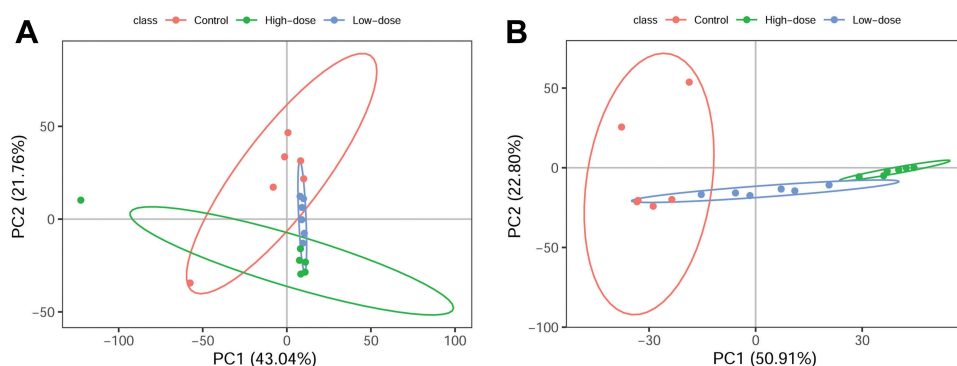 A
class Control High-dose Low-dose
50
0
−50
−100 −50 0 50 100
PC1 (43.04%)
PC2 (21.76%)
B
class Control High-dose Low-dose
50
0
−50
−100
−30 0 30
PC1 (50.91%)
PC2 (22.80%)